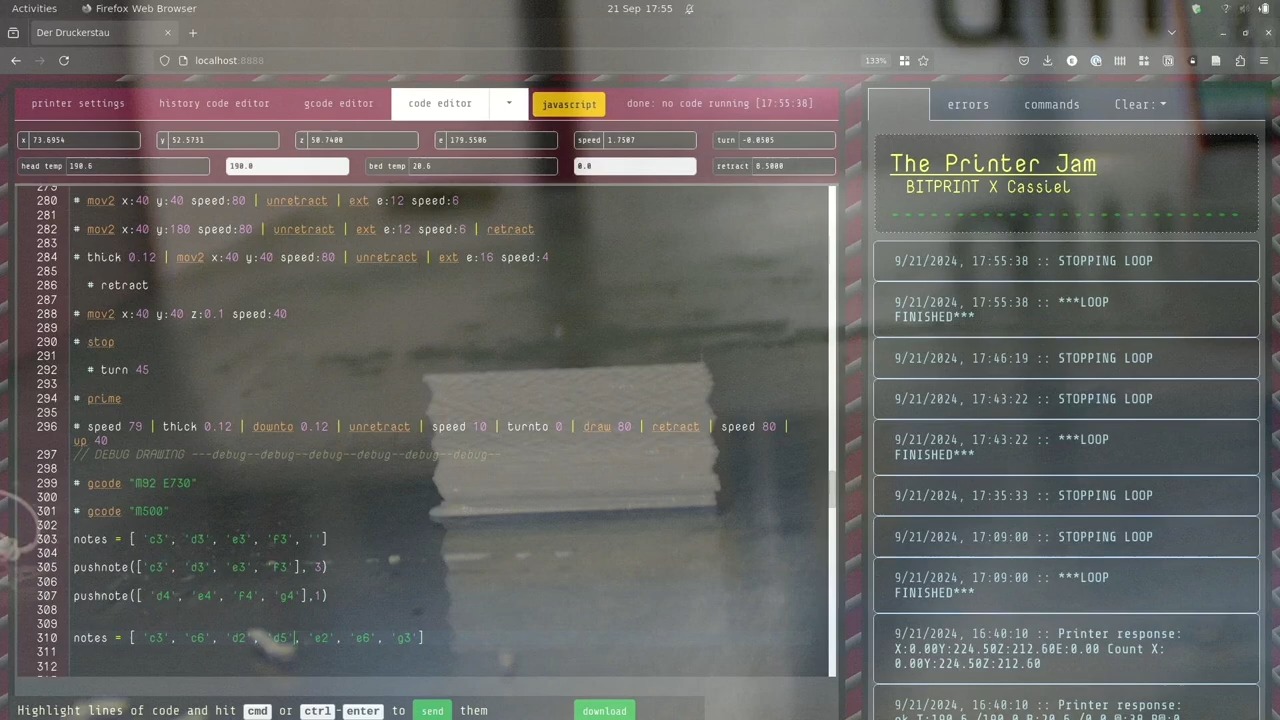 Activities Firefox Web Browser 21 Sep 17:55
Der Druckerstau
localhost:8888 133%
printer settings history code editor gcode editor code editor javascript done: no code running [17:55:38] errors commands Clear:
x 73.6954 y 52.5731 z 50.7400 e 179.5506 speed 1.7507 turn -0.0505
head temp 190.6 190.0 bed temp 20.6 0.0 retract 0.5000
The Printer Jam
BITPRINT X Cassiel
- - - - - - - - - - - - - - - - - - - - - - - - - - - -
279
280 # mov2 x:40 y:40 speed:80 | unretract | ext e:12 speed:6
281
282 # mov2 x:40 y:180 speed:80 | unretract | ext e:12 speed:6 | retract
283
284 # thick 0.12 | mov2 x:40 y:40 speed:80 | unretract | ext e:16 speed:4
285
286 # retract
287
288 # mov2 x:40 y:40 z:0.1 speed:40
289
290 # stop
291
292 # turn 45
293
294 # prime
295
296 # speed 79 | thick 0.12 | downto 0.12 | unretract | speed 10 | turnto 0 | draw 80 | retract | speed 80 |
up 40
297 // DEBUG DRAWING ---debug--debug--debug--debug--debug--debug--
298
299 # gcode "M92 E730"
300
301 # gcode "M500"
302
303 notes = [ 'c3', 'd3', 'e3', 'f3', '']
304
305 pushnote(['c3', 'd3', 'e3', 'f3'], 3)
306
307 pushnote([ 'd4', 'e4', 'f4', 'g4'],1)
308
309
310 notes = [ 'c3', 'c6', 'd2', 'd5', 'e2', 'e6', 'g3']
311
312
9/21/2024, 17:55:38 :: STOPPING LOOP
9/21/2024, 17:55:38 :: ***LOOP
FINISHED***
9/21/2024, 17:46:19 :: STOPPING LOOP
9/21/2024, 17:43:22 :: STOPPING LOOP
9/21/2024, 17:43:22 :: ***LOOP
FINISHED***
9/21/2024, 17:35:33 :: STOPPING LOOP
9/21/2024, 17:09:00 :: STOPPING LOOP
9/21/2024, 17:09:00 :: ***LOOP
FINISHED***
9/21/2024, 16:40:10 :: Printer response:
X:0.00Y:224.50Z:212.60E:0.00 Count X:
0.00Y:224.50Z:212.60
9/21/2024, 16:40:10 :: Printer response:
Highlight lines of code and hit cmd or ctrl-enter to send them download